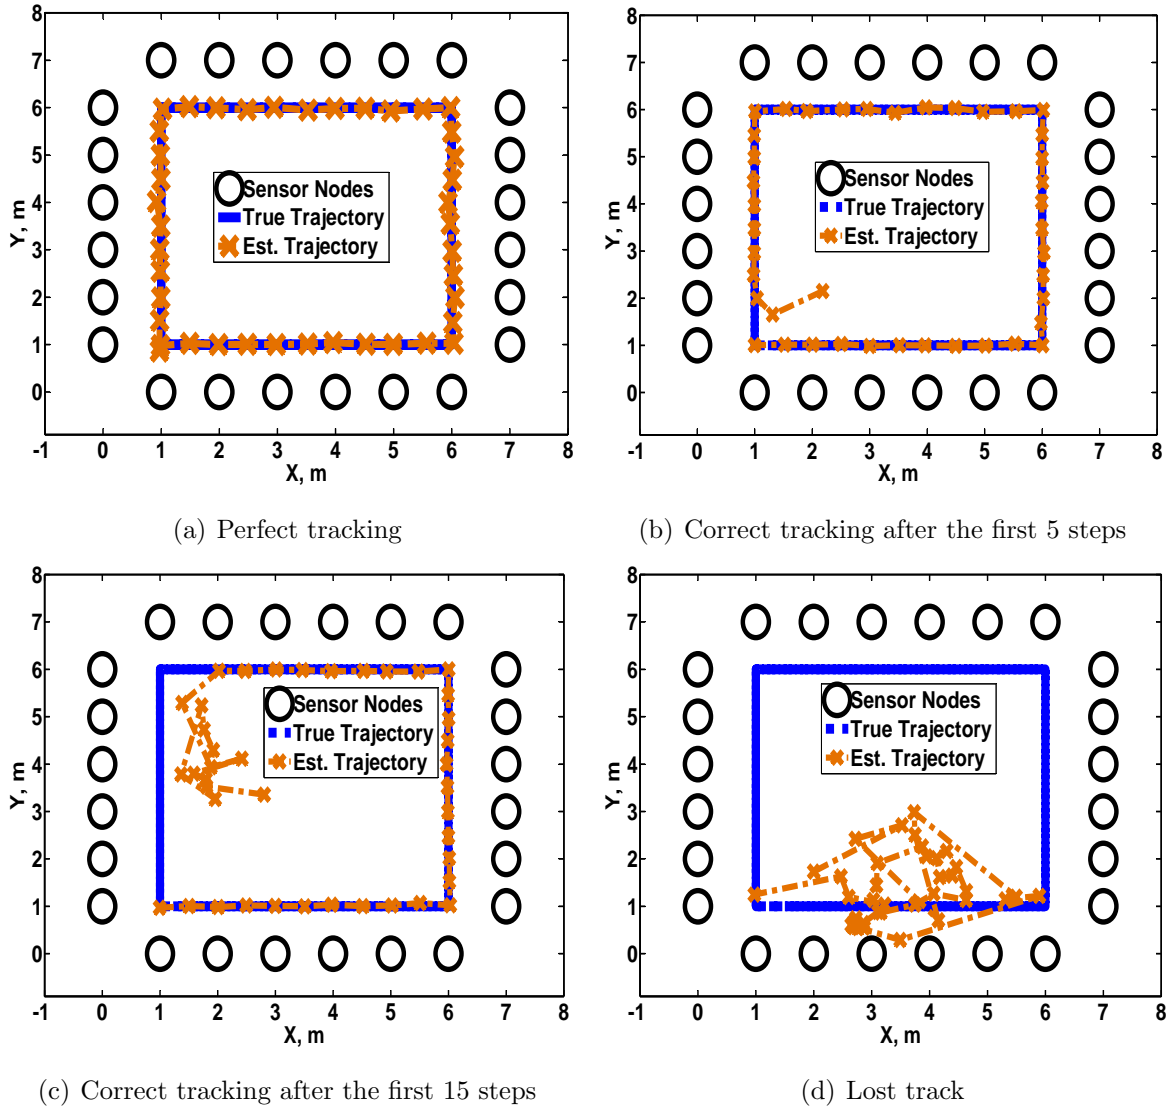 8
7
6
5
4
3
2
1
0
-1 0 1 2 3 4 5 6 7 8
Y, m
X, m
Sensor Nodes
True Trajectory
Est. Trajectory
(a) Perfect tracking
8
7
6
5
4
3
2
1
0
-1 0 1 2 3 4 5 6 7 8
Y, m
X, m
Sensor Nodes
True Trajectory
Est. Trajectory
(b) Correct tracking after the first 5 steps
8
7
6
5
4
3
2
1
0
-1 0 1 2 3 4 5 6 7 8
Y, m
X, m
Sensor Nodes
True Trajectory
Est. Trajectory
(c) Correct tracking after the first 15 steps
8
7
6
5
4
3
2
1
0
-1 0 1 2 3 4 5 6 7 8
Y, m
X, m
Sensor Nodes
True Trajectory
Est. Trajectory
(d) Lost track